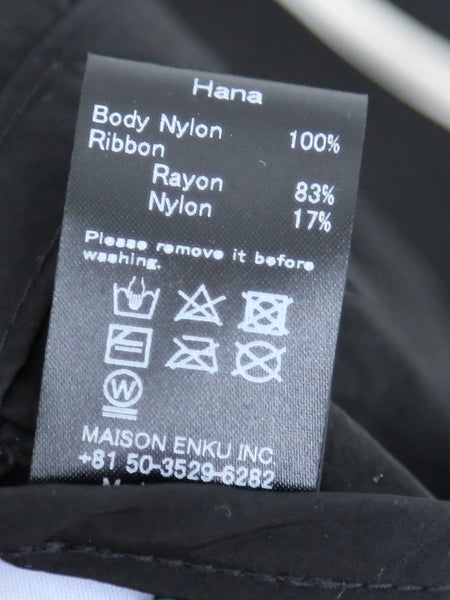 Hana
Body Nylon 100%
Ribbon
Rayon 83%
Nylon 17%
Please remove it before
washing.
W
MAISON ENKU INC
+81 50-3529-6282